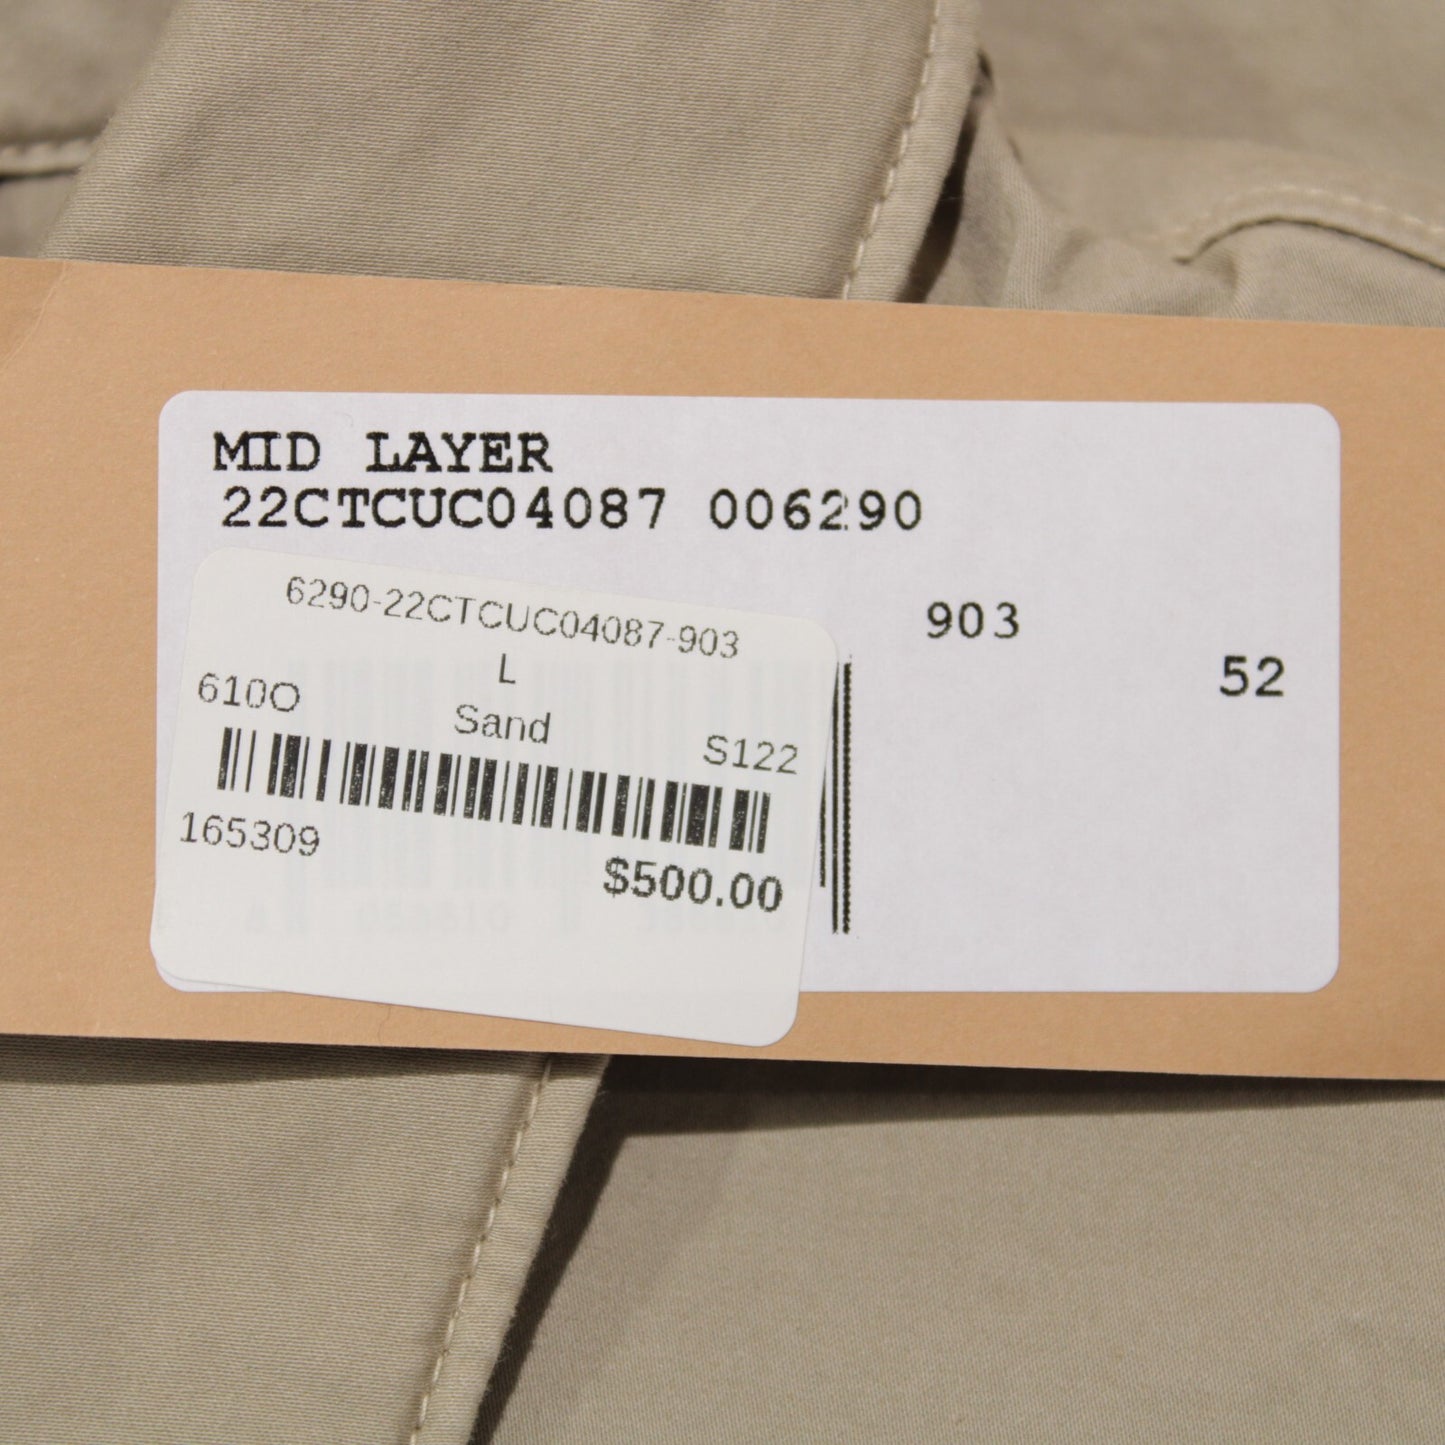 MID LAYER
22CTCUC04087 006290
903
52
6290-22CTCUC04087-903
L
610O
Sand
S122
165309
$500.00